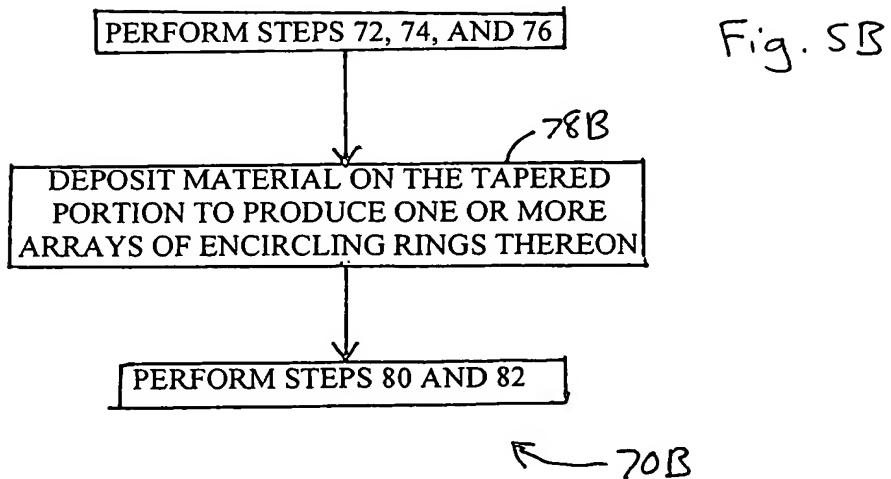 PERFORM STEPS 72, 74, AND 76
Fig. 5B
78B
DEPOSIT MATERIAL ON THE TAPERED
PORTION TO PRODUCE ONE OR MORE
ARRAYS OF ENCIRCLING RINGS THEREON
PERFORM STEPS 80 AND 82
70B